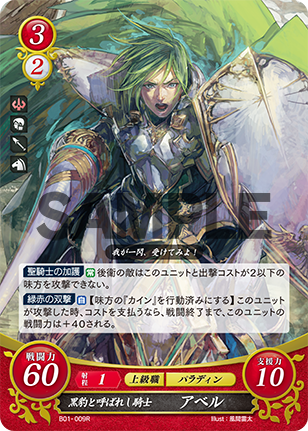 3
2
SAMPLE
我が一閃、受けてみよ!
聖騎士の加護 常 後衛の敵はこのユニットと出撃コストが2以下の
味方を攻撃できない。
緑赤の双撃 自 【味方の『カイン』を行動済みにする】このユニット
が攻撃した時、コストを支払うなら、戦闘終了まで、このユニットの
戦闘力は+40される。
戦闘力
60
射程 1 上級職 パラディン
支援力
10
黒豹と呼ばれし騎士 アベル
B01-009R
Illust:風間雷太